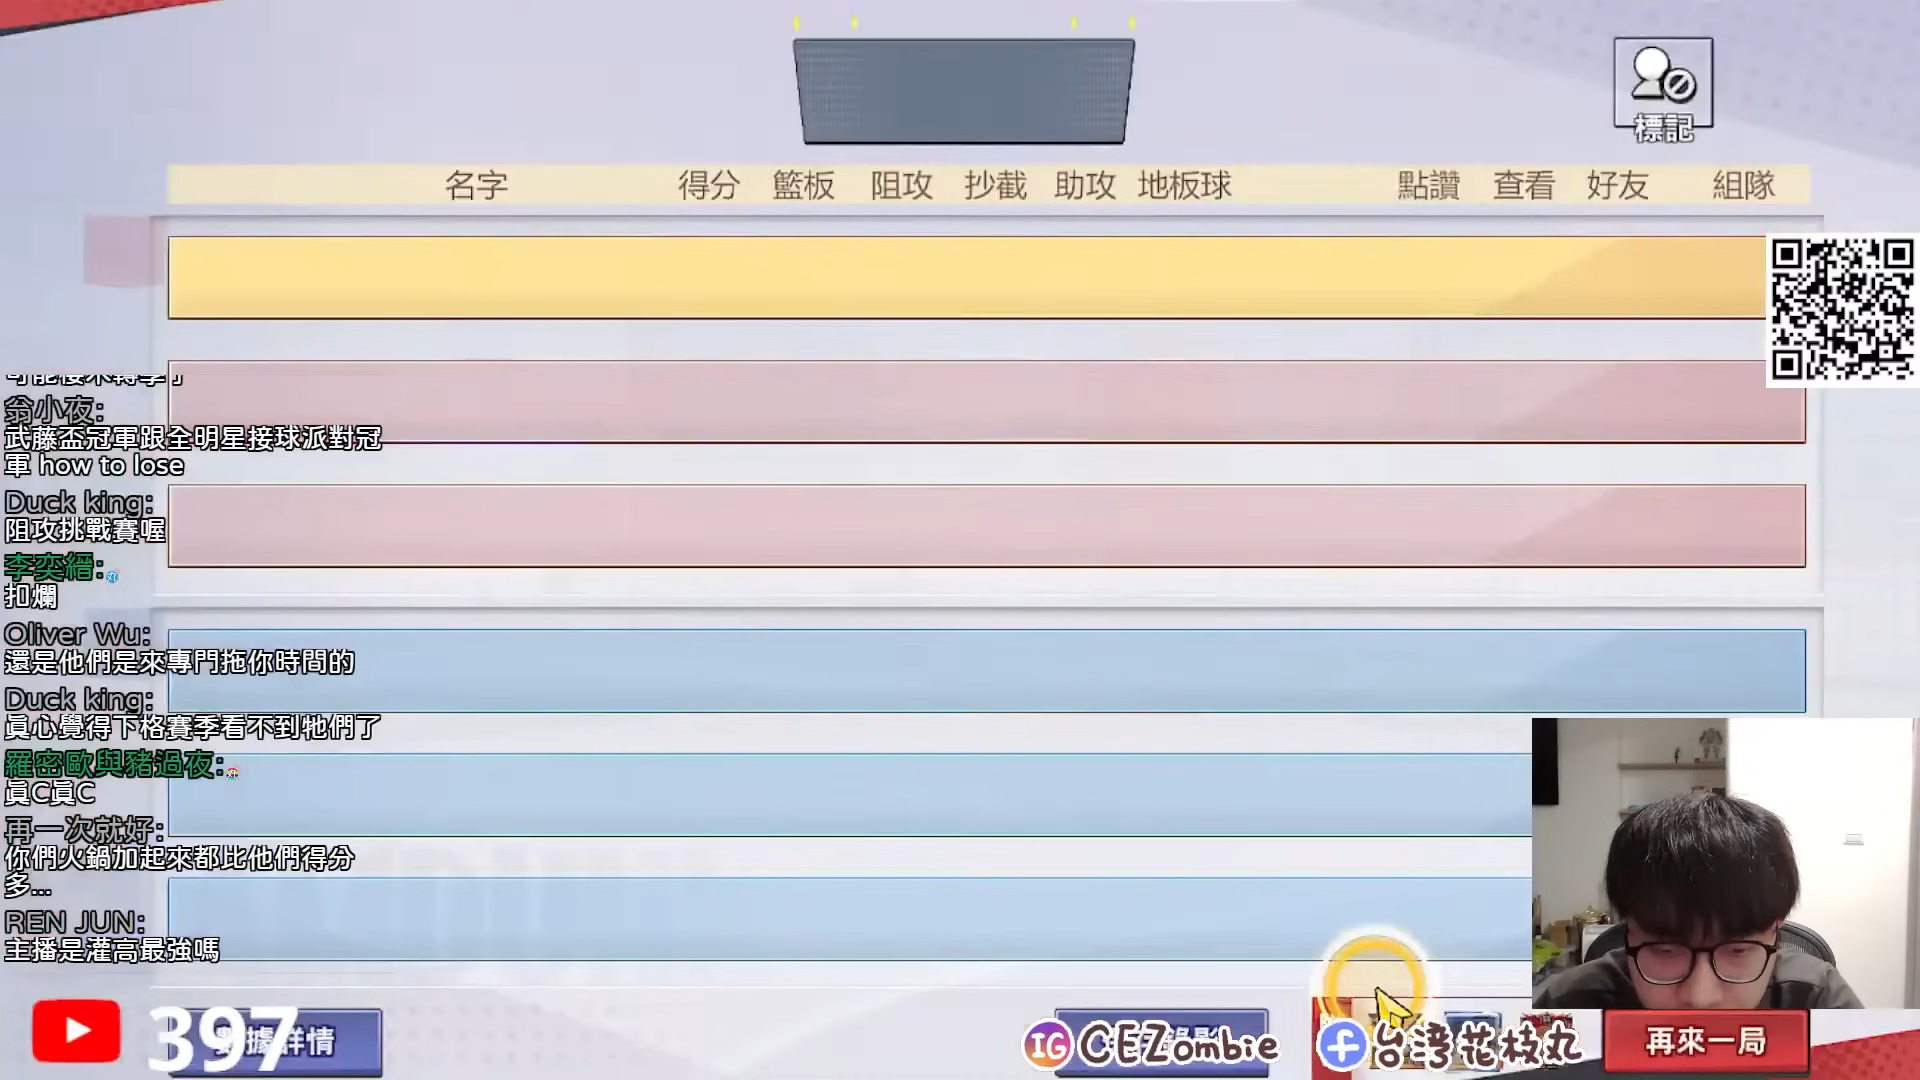 標記
名字 得分 籃板 阻攻 抄截 助攻 地板球 點讚 查看 好友 組隊
翁小夜:
武藤盃冠軍跟全明星接球派對冠
軍 how to lose
Duck king:
阻攻挑戰賽喔
李奕縉:
扣爛
Oliver Wu:
還是他們是來專門拖你時間的
Duck king:
真心覺得下格賽季看不到牠們了
羅密歐與豬過夜:
真C真C
再一次就好:
你們火鍋加起來都比他們得分
多...
REN JUN:
主播是灌高最強嗎
397
據詳情
IG CEZombie
台灣花枝丸
再來一局